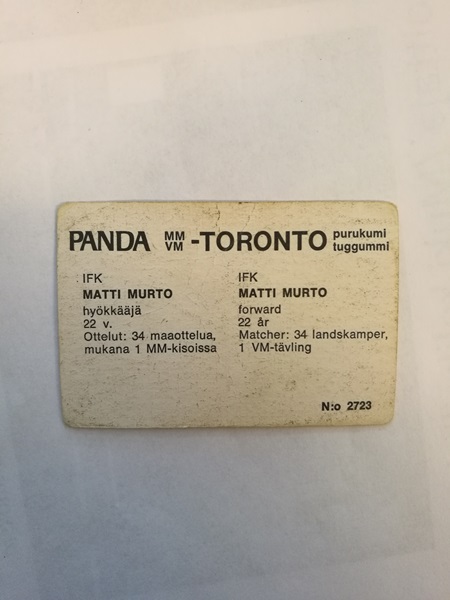 PANDA MM VM -TORONTO purukumi tuggummi
IFK
MATTI MURTO
hyökkääjä
22 v.
Ottelut: 34 maaottelua,
mukana 1 MM-kisoissa
IFK
MATTI MURTO
forward
22 år
Matcher: 34 landskamper,
1 VM-tävling
N:o 2723